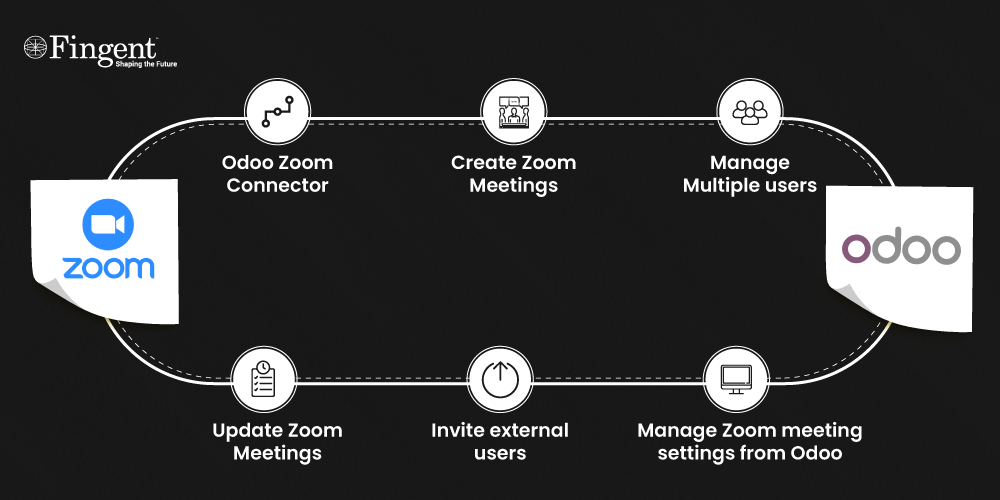 Fingent
Shaping the Future
Odoo Zoom
Connector
Create Zoom
Meetings
Manage
Multiple users
zoom
odoo
Update Zoom
Meetings
Invite external
users
Manage Zoom meeting
settings from Odoo